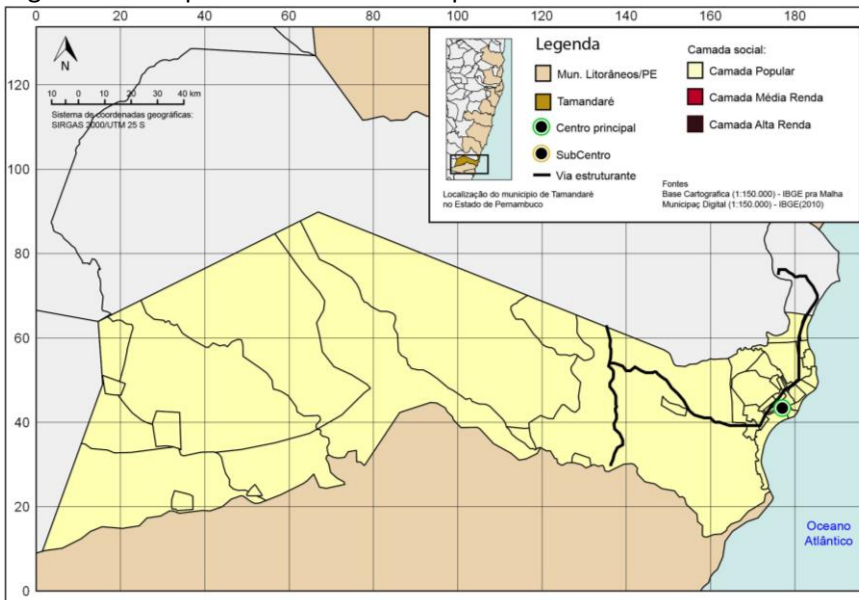 0 20 40 60 80 100 120 140 160 180
120
100
80
60
40
20
0
N
10 0 10 20 30 40 km
Sistema de coordenadas geográficas:
SIRGAS 2000/UTM 25 S
Legenda
Mun. Litorâneos/PE
Tamandaré
Centro principal
SubCentro
Via estruturante
Camada social:
Camada Popular
Camada Média Renda
Camada Alta Renda
Localização do municipio de Tamandaré
no Estado de Pernambuco
Fontes
Base Cartografica (1:150.000) - IBGE pra Malha
Municipaç Digital (1:150.000) - IBGE(2010)
Oceano
Atlântico